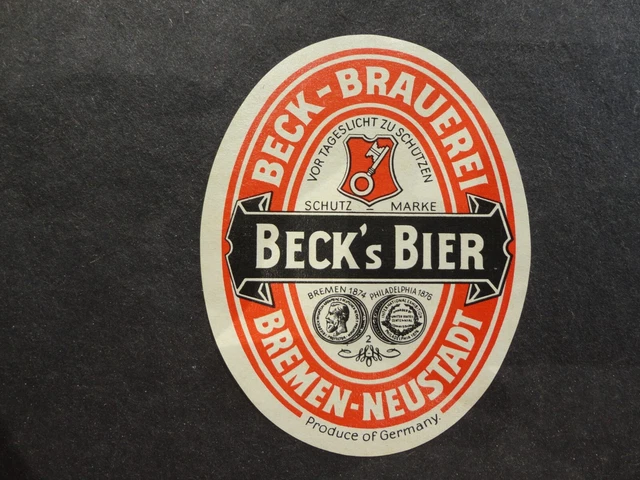 BECK-BRAUEREI
VOR TAGESLICHT ZU SCHÜTZEN
SCHUTZ - MARKE
BECK's BIER
BREMEN 1874 PHILADELPHIA 1876
2
BREMEN-NEUSTADT
Produce of Germany.